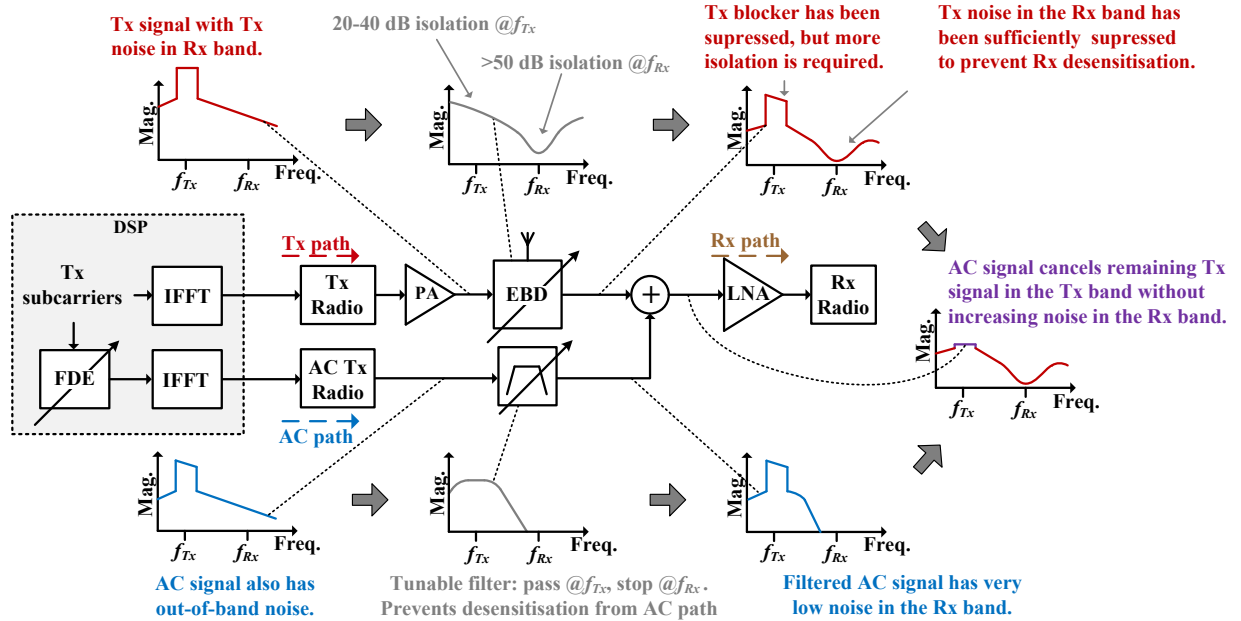 Tx signal with Tx
noise in Rx band.
20-40 dB isolation @fTx
>50 dB isolation @fRx
Tx blocker has been
supressed, but more
isolation is required.
Tx noise in the Rx band has
been sufficiently supressed
to prevent Rx desensitisation.
Mag.
fTx
fRx
Freq.
Mag.
fTx
fRx
Freq.
Mag.
fTx
fRx
Freq.
DSP
Tx
subcarriers
IFFT
FDE
IFFT
Tx path
Tx
Radio
PA
EBD
+
Rx path
LNA
Rx
Radio
AC Tx
Radio
AC path
AC signal cancels remaining Tx
signal in the Tx band without
increasing noise in the Rx band.
Mag.
fTx
fRx
Freq.
Mag.
fTx
fRx
Freq.
Mag.
fTx
fRx
Freq.
Mag.
fTx
fRx
Freq.
AC signal also has
out-of-band noise.
Tunable filter: pass @fTx, stop @fRx .
Prevents desensitisation from AC path
Filtered AC signal has very
low noise in the Rx band.